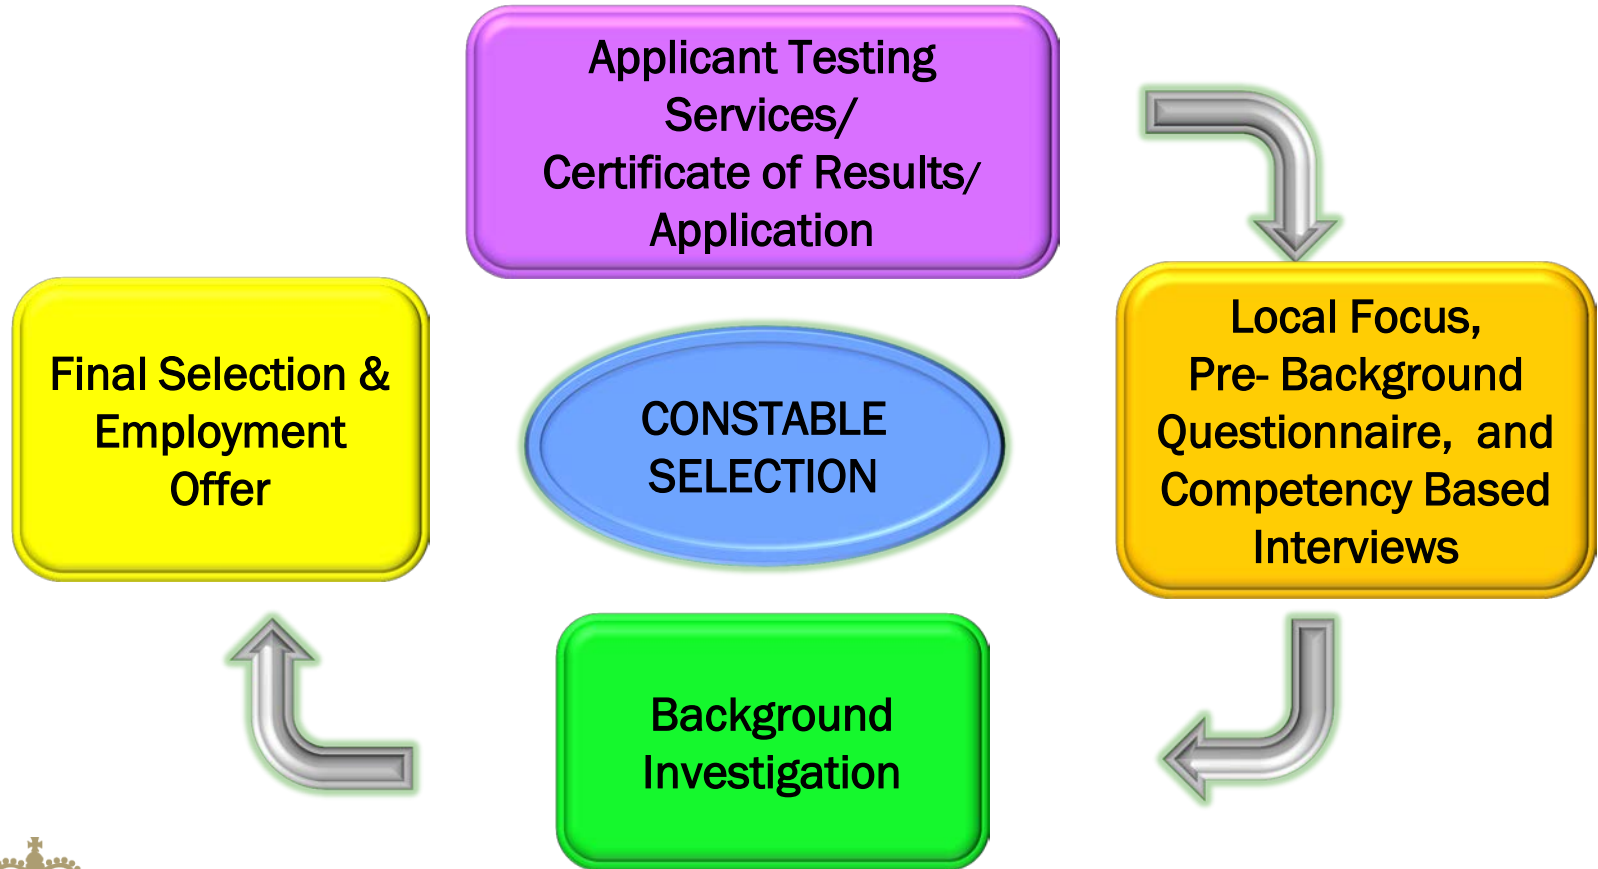 Applicant Testing
Services/
Certificate of Results/
Application
Local Focus,
Pre- Background
Questionnaire, and
Competency Based
Interviews
Final Selection &
Employment
Offer
CONSTABLE
SELECTION
Background
Investigation